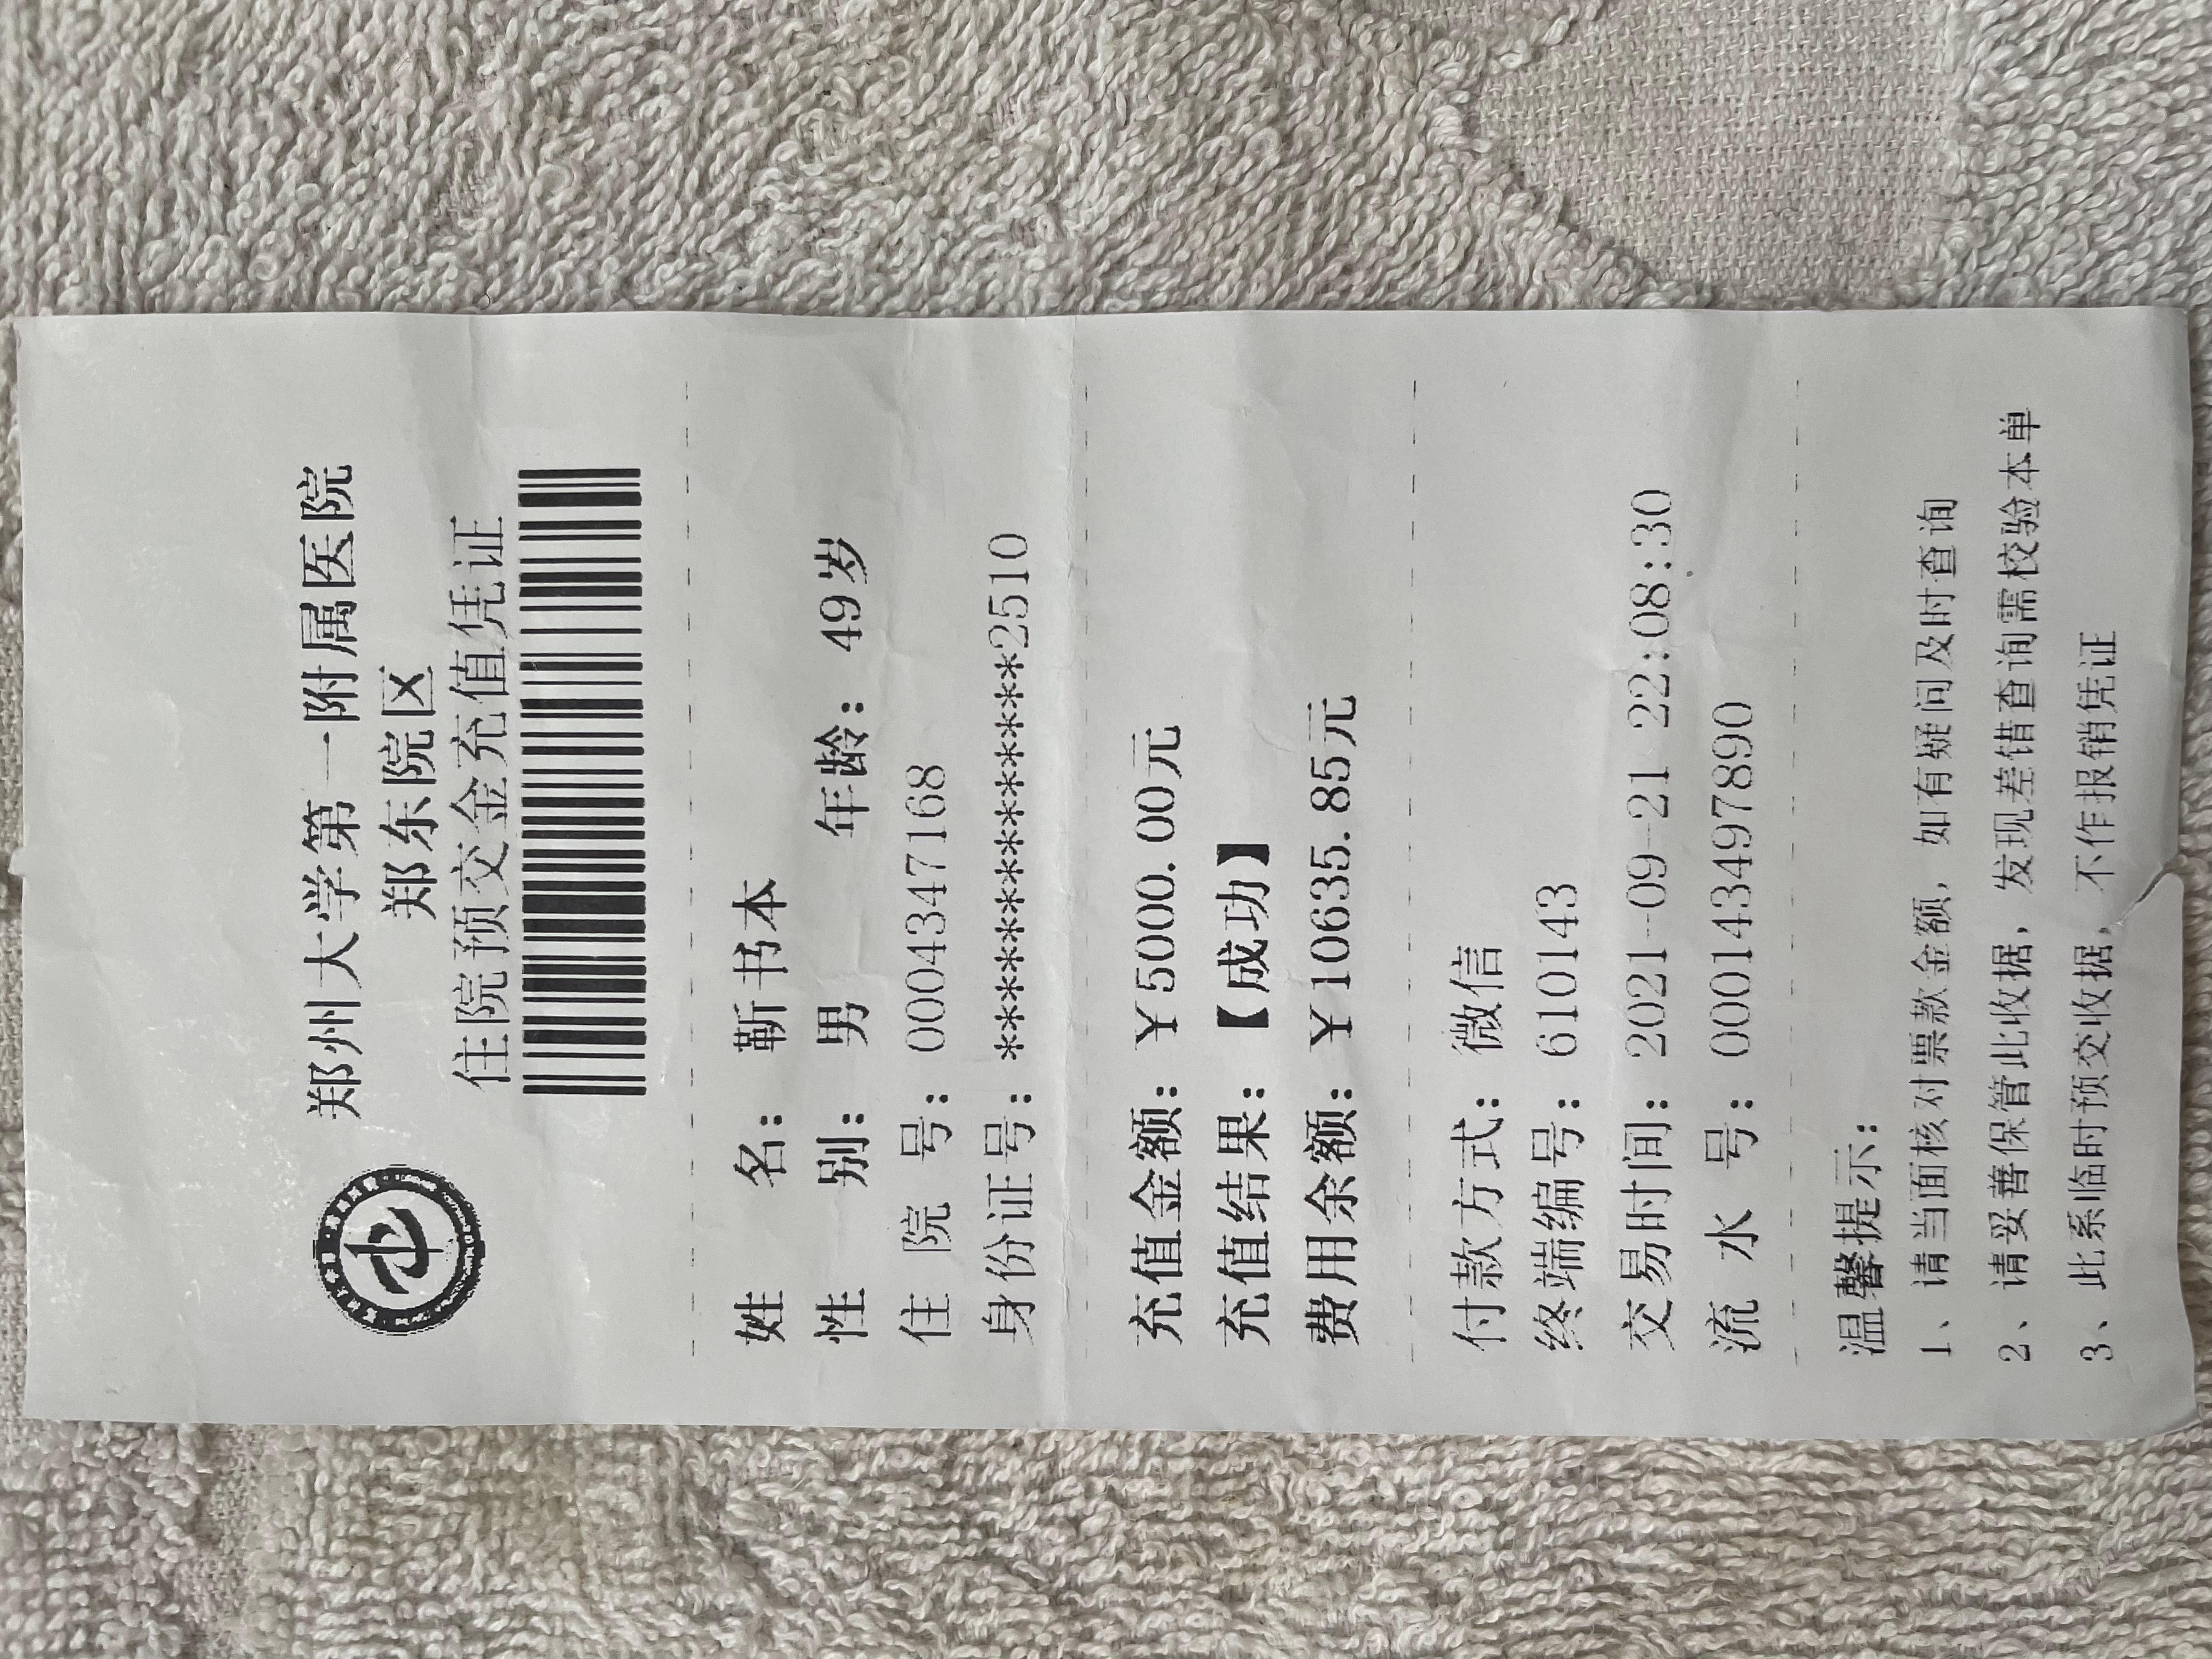 郑州大学第一附属医院
郑东院区
住院预交金充值凭证
姓 名: 靳书本
性 别: 男 年龄: 49岁
住 院 号: 0004347168
身份证号: **************2510
充值金额: ￥5000.00元
充值结果: 【成功】
费用余额: ￥10635.85元
付款方式: 微信
终端编号: 610143
交易时间: 2021-09-21 22:08:30
流 水 号: 00014349​7890
温馨提示:
1、请当面核对票款金额，如有疑问及时查询
2、请妥善保管此收据，发现差错查询需校验本单
3、此系临时预交收据，不作报销凭证